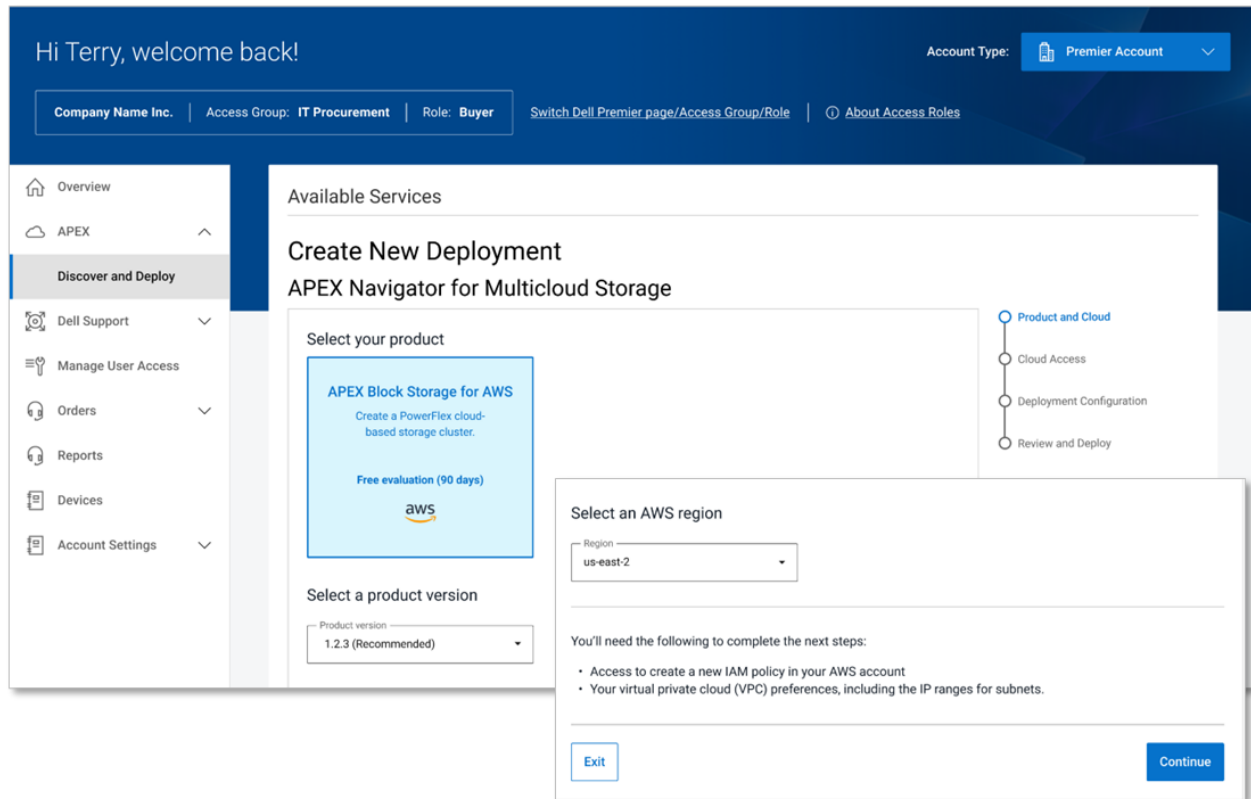 Hi Terry, welcome back!
Account Type: Premier Account
Company Name Inc. | Access Group: IT Procurement | Role: Buyer Switch Dell Premier page/Access Group/Role | About Access Roles
Overview
APEX
Discover and Deploy
Dell Support
Manage User Access
Orders
Reports
Devices
Account Settings
Available Services
Create New Deployment
APEX Navigator for Multicloud Storage
Select your product
APEX Block Storage for AWS
Create a PowerFlex cloud-
based storage cluster.
Free evaluation (90 days)
aws
Select a product version
Product version
1.2.3 (Recommended)
Product and Cloud
Cloud Access
Deployment Configuration
Review and Deploy
Select an AWS region
Region
us-east-2
You'll need the following to complete the next steps:
• Access to create a new IAM policy in your AWS account
• Your virtual private cloud (VPC) preferences, including the IP ranges for subnets.
Exit
Continue